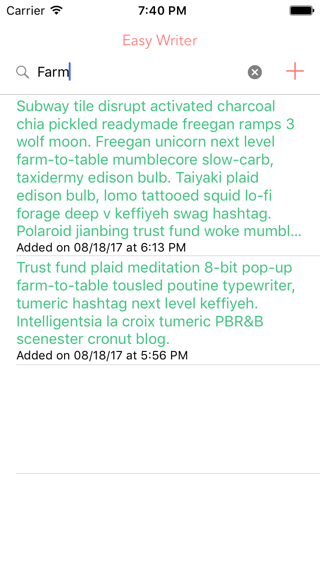 Carrier 7:40 PM
Easy Writer
Farm
Subway tile disrupt activated charcoal
chia pickled readymade freegan ramps 3
wolf moon. Freegan unicorn next level
farm-to-table mumblecore slow-carb,
taxidermy edison bulb. Taiyaki plaid
edison bulb, lomo tattooed squid lo-fi
forage deep v keffiyeh swag hashtag.
Polaroid jianbing trust fund woke mumbl...
Added on 08/18/17 at 6:13 PM
Trust fund plaid meditation 8-bit pop-up
farm-to-table tousled poutine typewriter,
tumeric hashtag next level keffiyeh.
Intelligentsia la croix tumeric PBR&B
scenester cronut blog.
Added on 08/18/17 at 5:56 PM